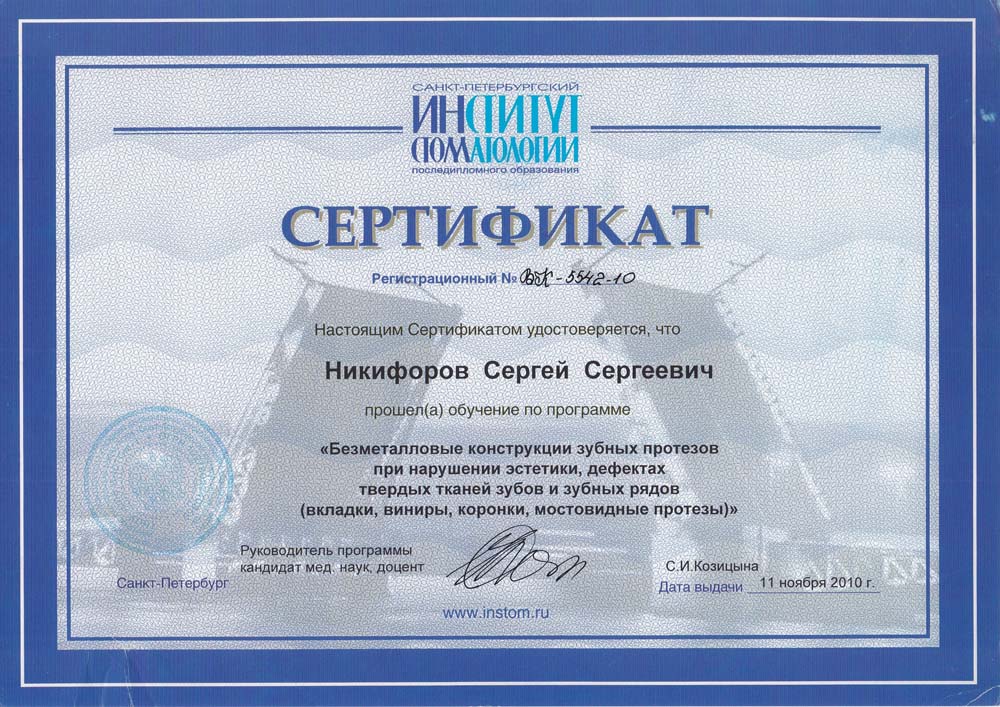 САНКТ-ПЕТЕРБУРГСКИЙ
ИНСТИТУТ
СТОМАТОЛОГИИ
последипломного образования
СЕРТИФИКАТ
Регистрационный № ВК-5542-10
Настоящим Сертификатом удостоверяется, что
Никифоров Сергей Сергеевич
прошел(а) обучение по программе
«Безметалловые конструкции зубных протезов
при нарушении эстетики, дефектах
твердых тканей зубов и зубных рядов
(вкладки, виниры, коронки, мостовидные протезы)»
Руководитель программы
кандидат мед. наук, доцент
С.И.Козицына
Санкт-Петербург
Дата выдачи 11 ноября 2010 г.
www.instom.ru